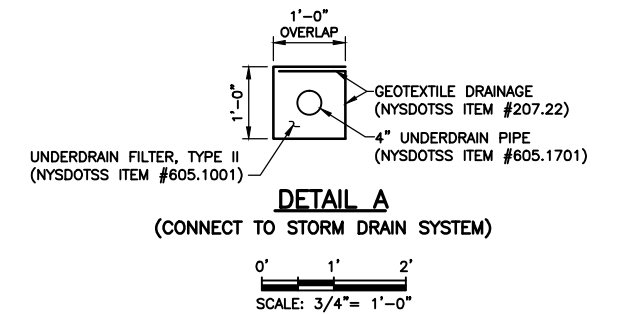 1'-0"
OVERLAP
1'-0"
GEOTEXTILE DRAINAGE
(NYSDOTSS ITEM #207.22)
4" UNDERDRAIN PIPE
(NYSDOTSS ITEM #605.1701)
UNDERDRAIN FILTER, TYPE II
(NYSDOTSS ITEM #605.1001)
DETAIL A
(CONNECT TO STORM DRAIN SYSTEM)
0' 1' 2'
SCALE: 3/4"= 1'-0"